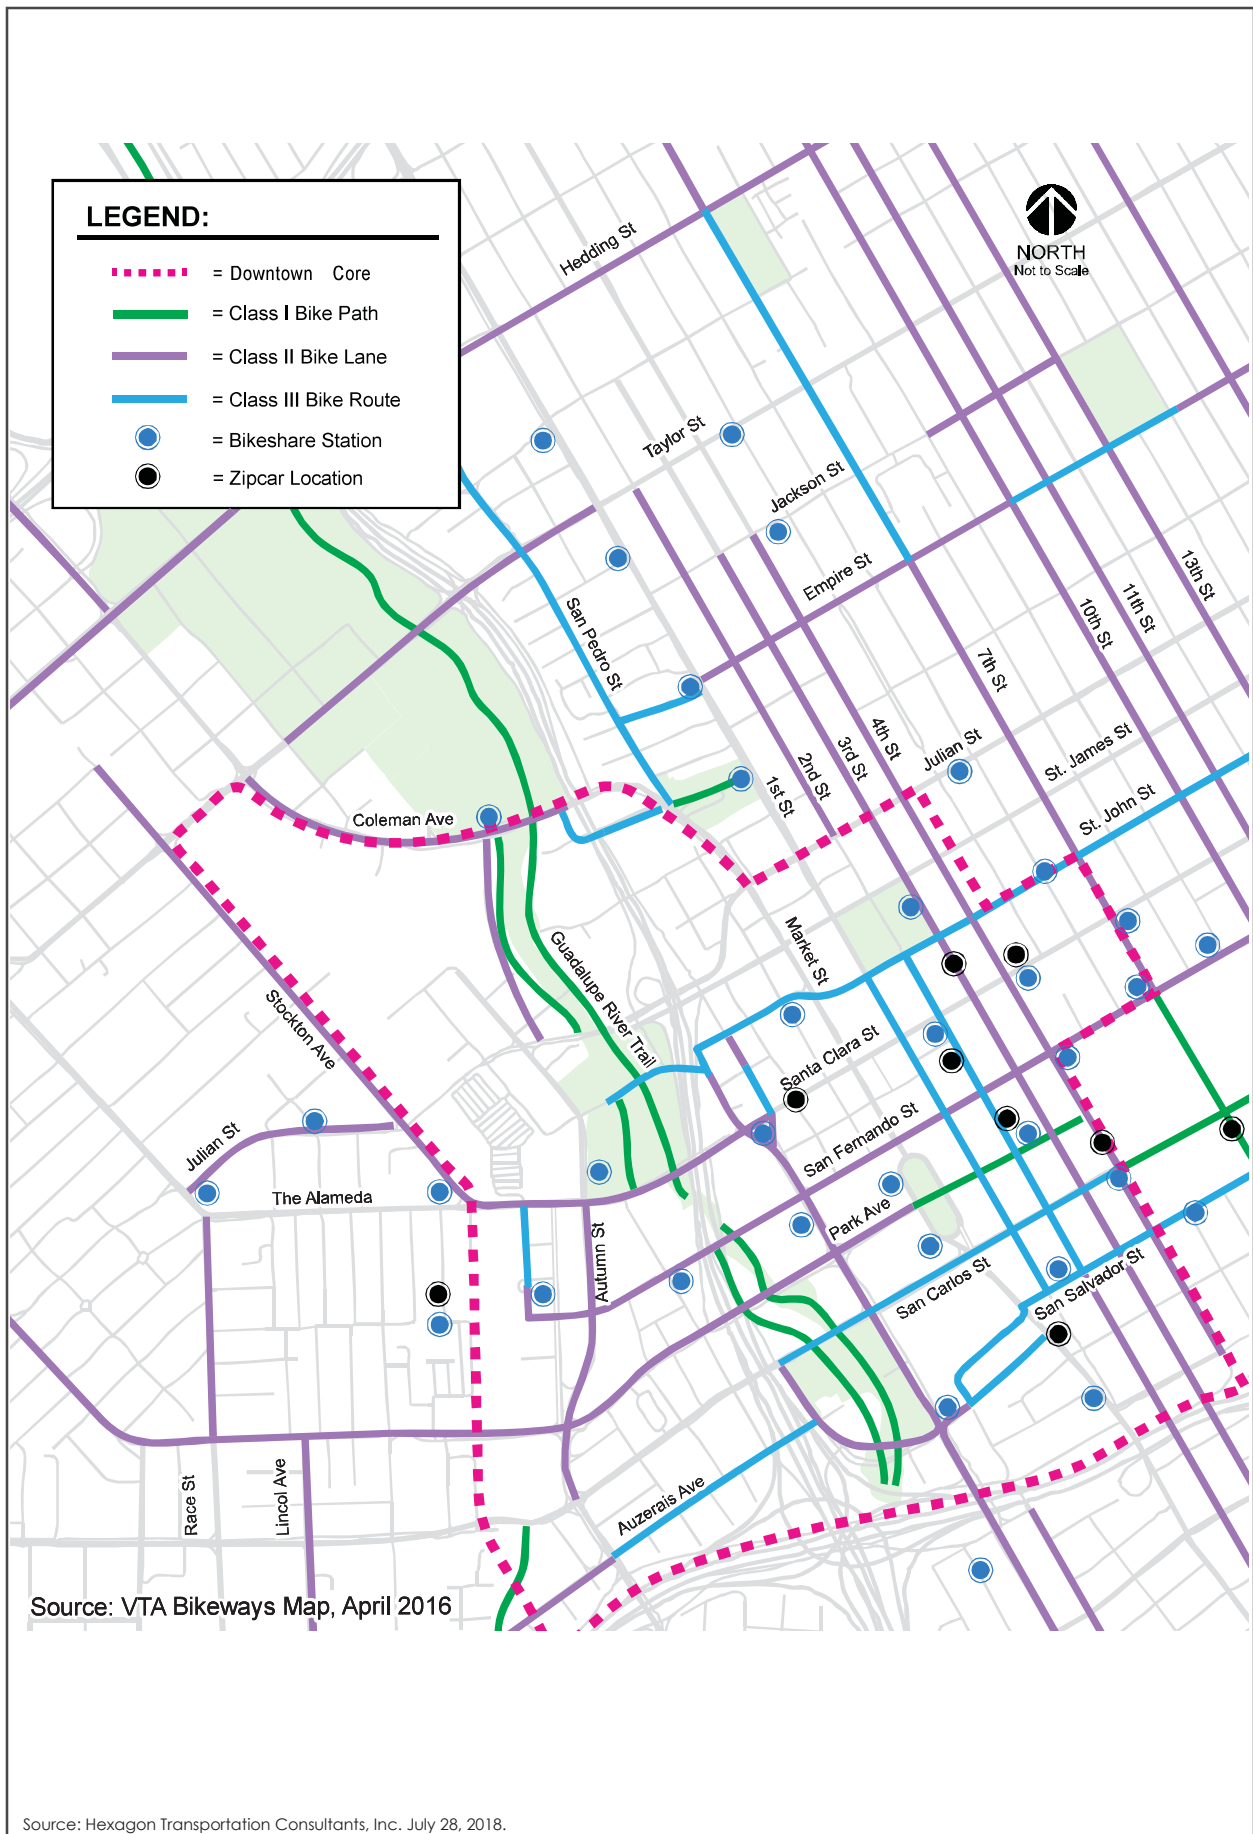 LEGEND:
= Downtown Core
= Class I Bike Path
= Class II Bike Lane
= Class III Bike Route
= Bikeshare Station
= Zipcar Location
NORTH
Not to Scale
Hedding St
Taylor St
Jackson St
Empire St
San Pedro St
13th St
11th St
10th St
7th St
4th St
3rd St
2nd St
1st St
Julian St
St. James St
St. John St
Coleman Ave
Market St
Guadalupe River Trail
Stockton Ave
Santa Clara St
San Fernando St
Julian St
The Alameda
Park Ave
Autumn St
San Carlos St
San Salvador St
Race St
Lincol Ave
Auzerais Ave
Source: VTA Bikeways Map, April 2016
Source: Hexagon Transportation Consultants, Inc. July 28, 2018.